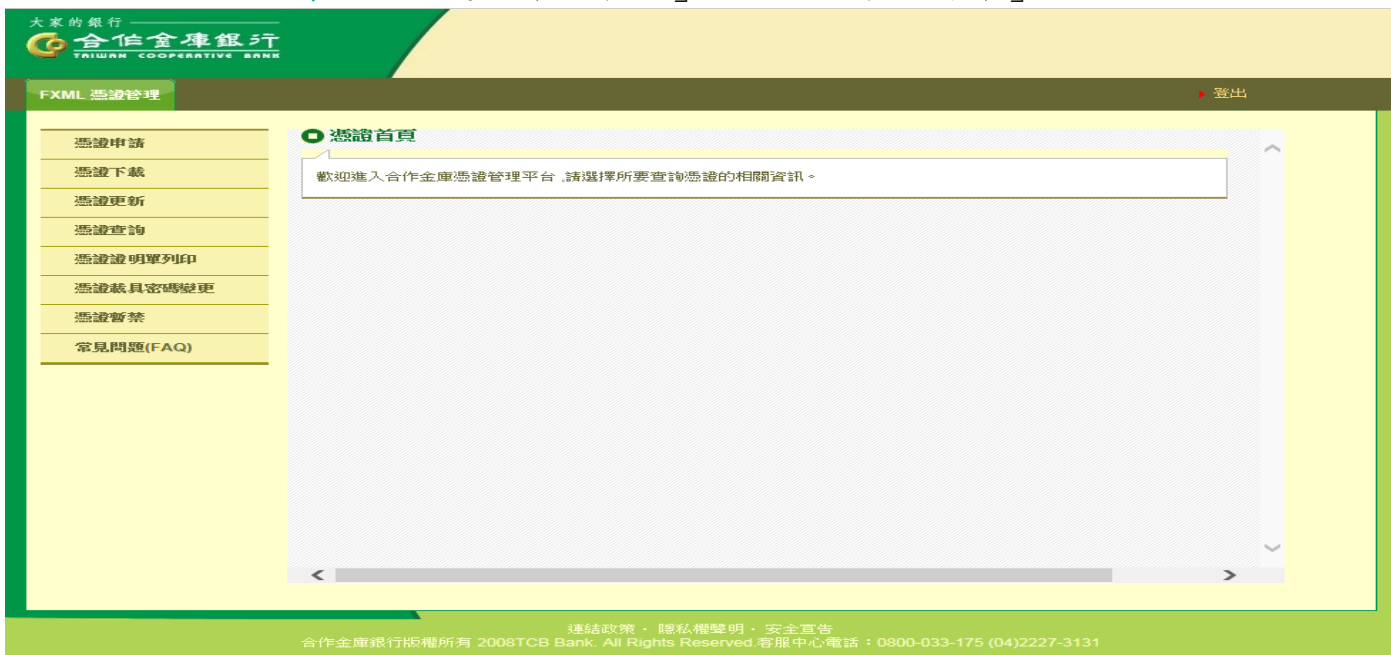 大家的銀行
合作金庫銀行
TAIWAN COOPERATIVE BANK
FXML 憑證管理
登出
憑證申請
憑證下載
憑證更新
憑證查詢
憑證證明單列印
憑證載具密碼變更
憑證暫禁
常見問題(FAQ)
憑證首頁
歡迎進入合作金庫憑證管理平台 ,請選擇所要查詢憑證的相關資訊。
連結政策 · 隱私權聲明 · 安全宣告
合作金庫銀行版權所有 2008TCB Bank. All Rights Reserved.客服中心電話：0800-033-175 (04)2227-3131